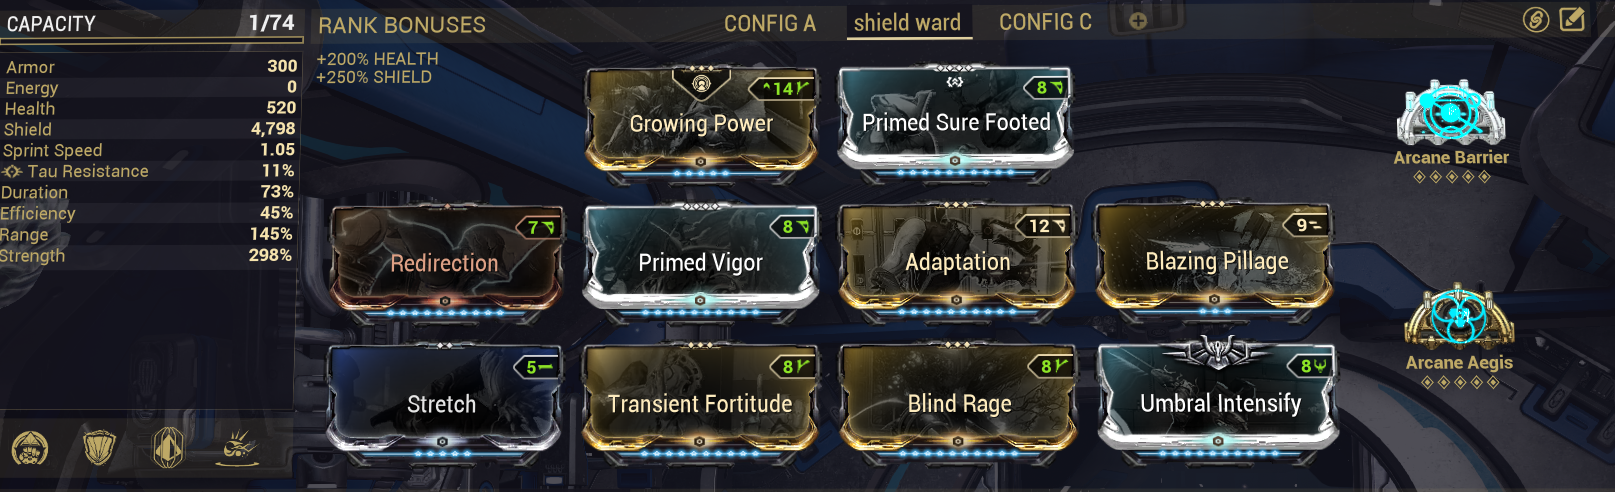 CAPACITY 1/74
RANK BONUSES
CONFIG A
shield ward
CONFIG C
+200% HEALTH
+250% SHIELD
Armor 300
Energy 0
Health 520
Shield 4,798
Sprint Speed 1.05
Tau Resistance 11%
Duration 73%
Efficiency 45%
Range 145%
Strength 298%
14
Growing Power
8
Primed Sure Footed
Arcane Barrier
7
Redirection
8
Primed Vigor
12
Adaptation
9
Blazing Pillage
Arcane Aegis
5
Stretch
8
Transient Fortitude
8
Blind Rage
8
Umbral Intensify